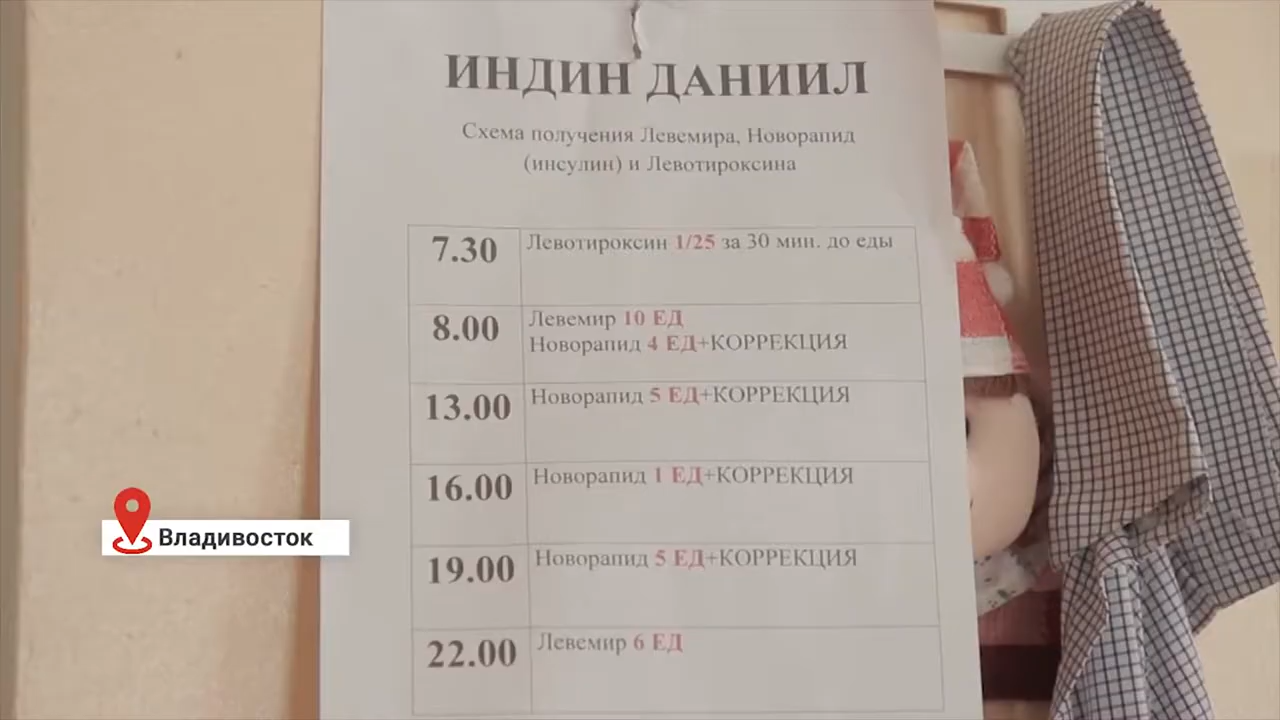 ИНДИН ДАНИИЛ
Схема получения Левемира, Новорапид
(инсулин) и Левотироксина
7.30 Левотироксин 1/25 за 30 мин. до еды
8.00 Левемир 10 ЕД
Новорапид 4 ЕД+КОРРЕКЦИЯ
13.00 Новорапид 5 ЕД+КОРРЕКЦИЯ
16.00 Новорапид 1 ЕД+КОРРЕКЦИЯ
19.00 Новорапид 5 ЕД+КОРРЕКЦИЯ
22.00 Левемир 6 ЕД
Владивосток